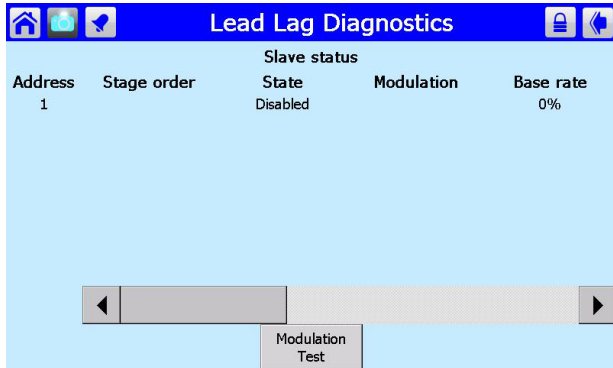 Lead Lag Diagnostics
Slave status
Address Stage order State Modulation Base rate
1 Disabled 0%
Modulation
Test